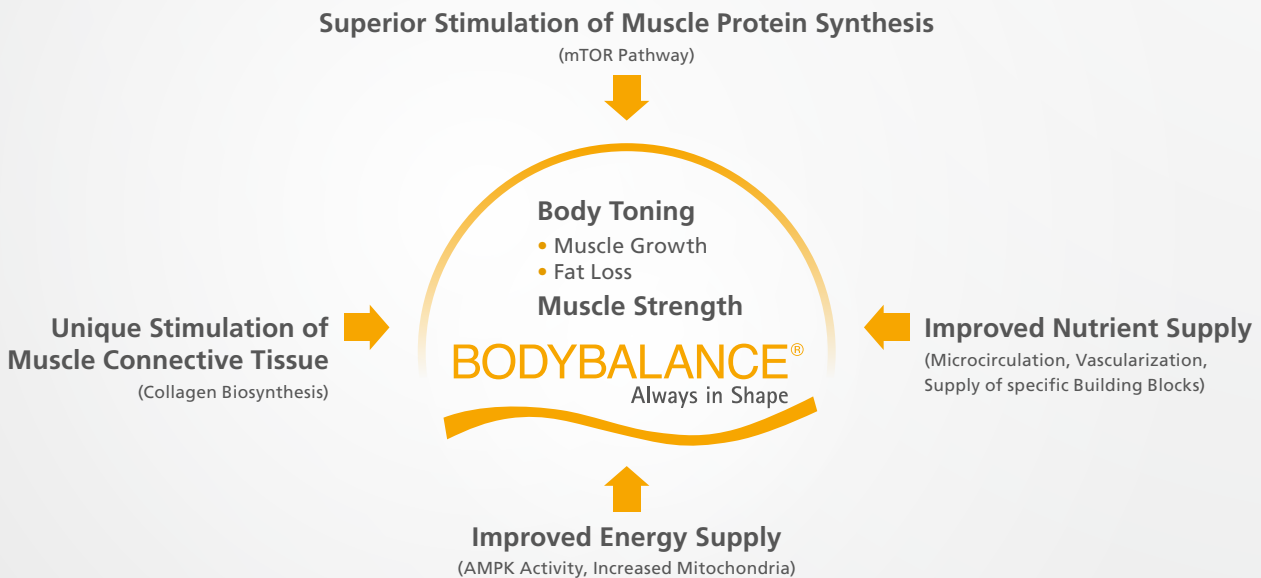 Superior Stimulation of Muscle Protein Synthesis
(mTOR Pathway)
Body Toning
• Muscle Growth
• Fat Loss
Muscle Strength
BODYBALANCE®
Always in Shape
Unique Stimulation of
Muscle Connective Tissue
(Collagen Biosynthesis)
Improved Nutrient Supply
(Microcirculation, Vascularization,
Supply of specific Building Blocks)
Improved Energy Supply
(AMPK Activity, Increased Mitochondria)